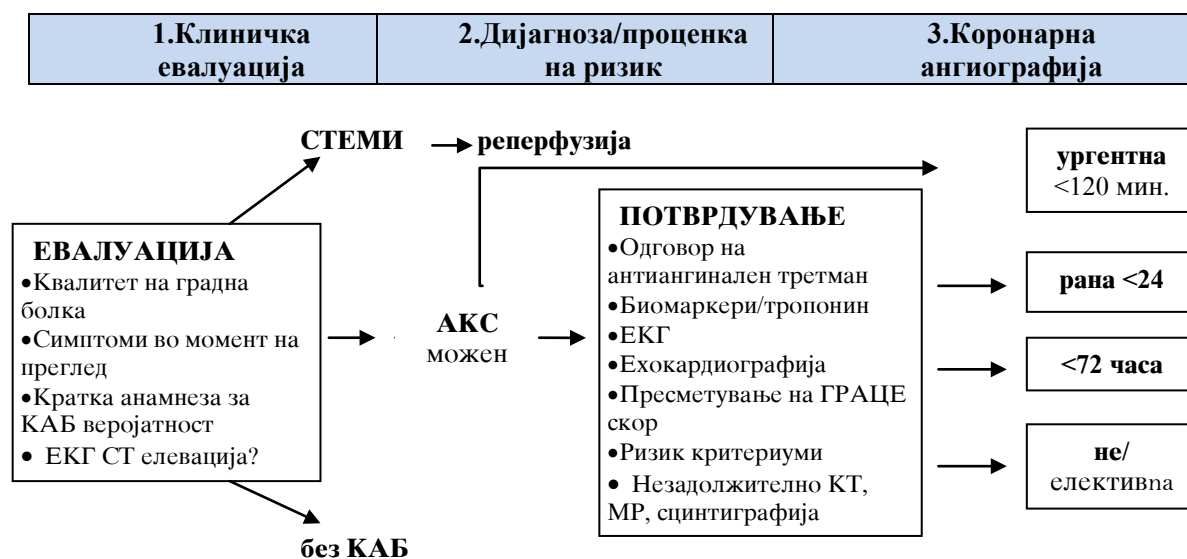 1.Клиничка
евалуација
2.Дијагноза/проценка
на ризик
3.Коронарна
ангиографија
СТЕМИ
реперфузија
ургентна
<120 мин.
ЕВАЛУАЦИЈА
•Квалитет на градна
болка
•Симптоми во момент на
преглед
•Кратка анамнеза за
КАБ веројатност
• ЕКГ СТ елевација?
АКС
можен
ПОТВРДУВАЊЕ
•Одговор на
антиангинален третман
•Биомаркери/тропонин
•ЕКГ
•Ехокардиографија
•Пресметување на ГРАЦЕ
скор
•Ризик критериуми
• Незадолжително КТ,
МР, сцинтиграфија
рана <24
<72 часа
не/
елективna
без КАБ